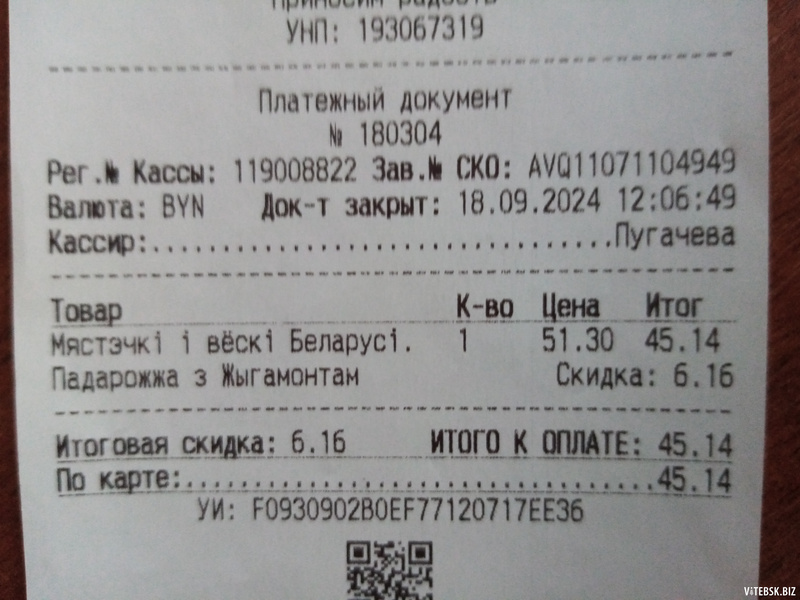 Приносим радость
УНП: 193067319
Платежный документ
№ 180304
Рег.№ Кассы: 119008822 Зав.№ СКО: AVQ11071104949
Валюта: BYN Док-т закрыт: 18.09.2024 12:06:49
Кассир:..................................Пугачева
Товар К-во Цена Итог
Мястэчкі і вёскі Беларусі. 1 51.30 45.14
Падарожжа з Жыгамонтам Скидка: 6.16
Итоговая скидка: 6.16 ИТОГО К ОПЛАТЕ: 45.14
По карте:..................................45.14
УИ: F0930902B0EF77120717EE36
ViTEBSK.BIZ